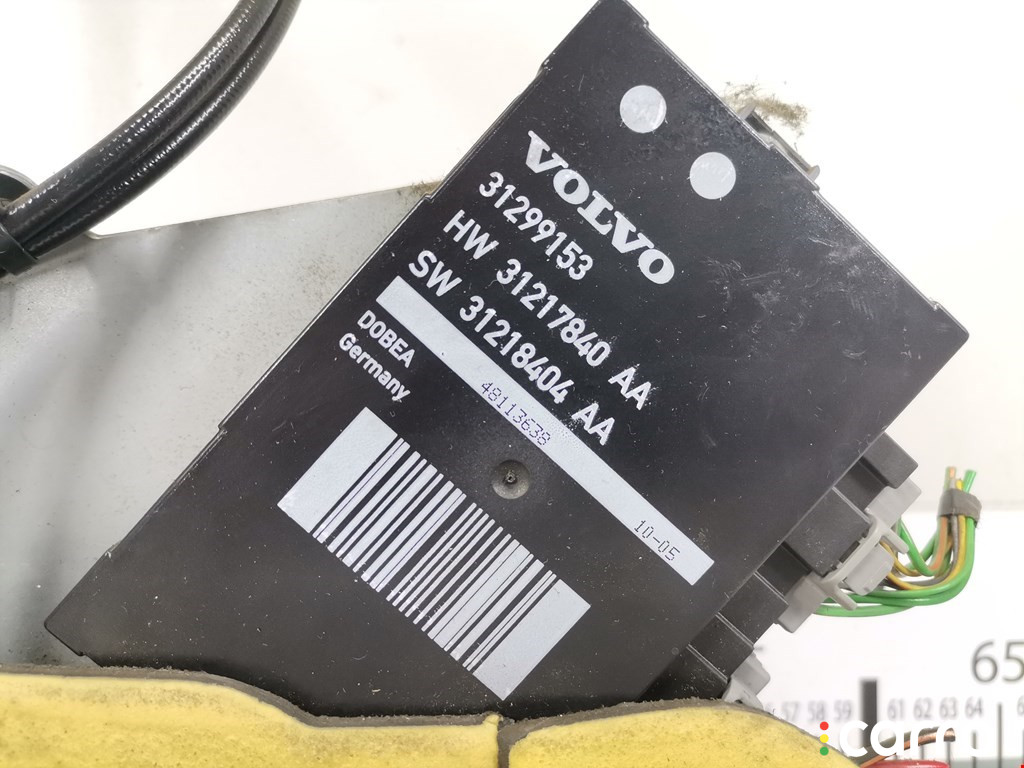 VOLVO
31299153
HW 31217840 AA
SW 31218404 AA
48113638
10-05
DOBEA
Germany
65
57 58 59 61 62 63 64
icarm